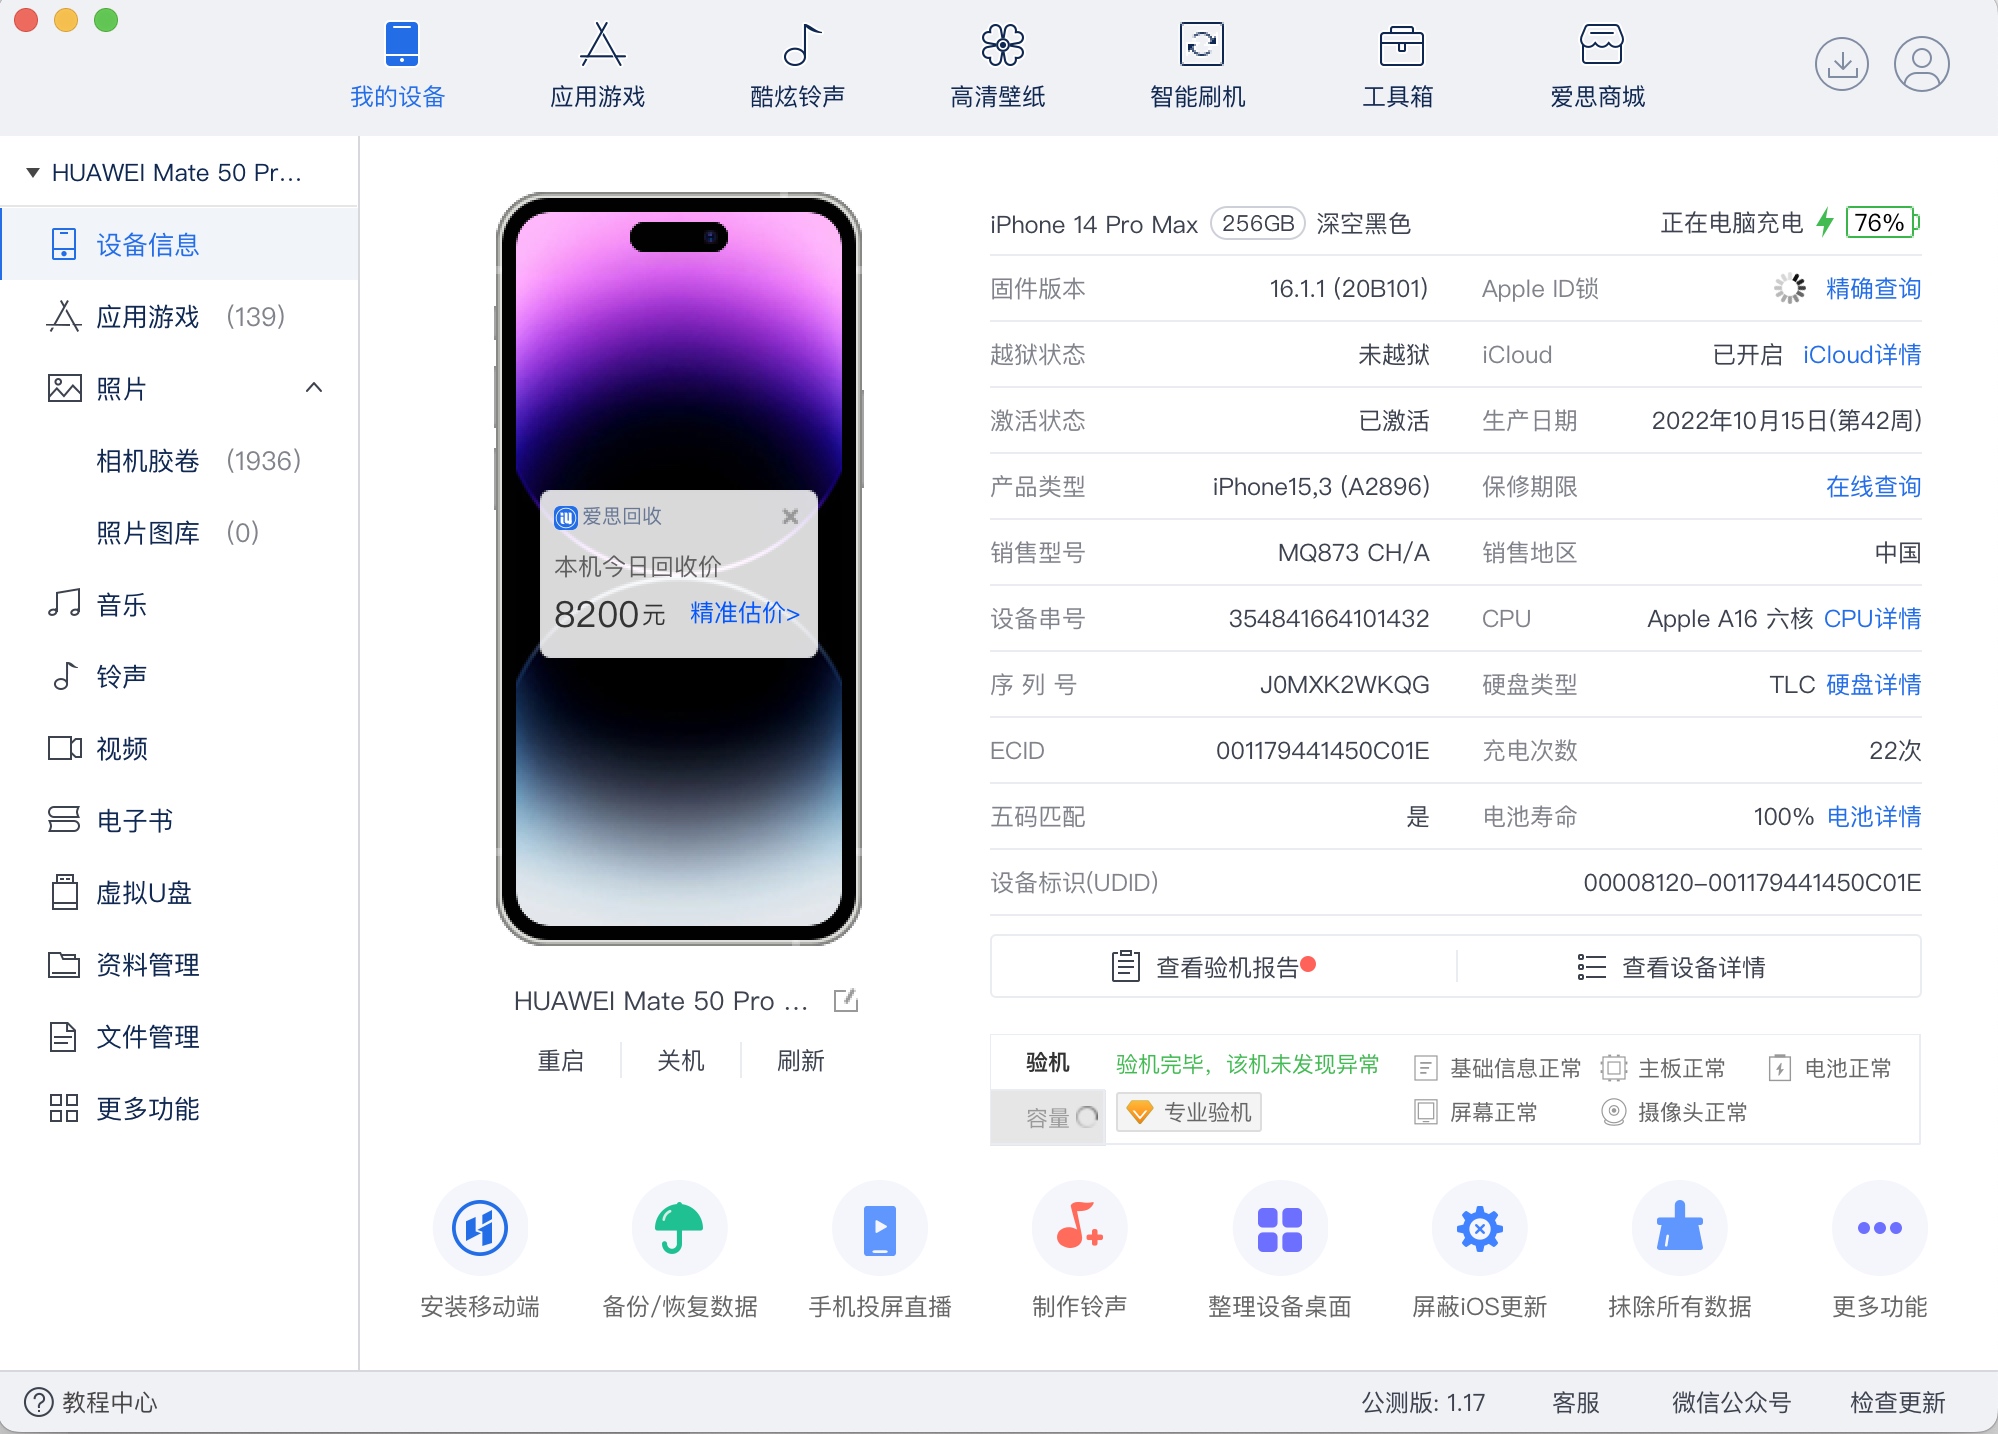 我的设备
应用游戏
酷炫铃声
高清壁纸
智能刷机
工具箱
爱思商城
HUAWEI Mate 50 Pr...
设备信息
应用游戏 (139)
照片
相机胶卷 (1936)
照片图库 (0)
音乐
铃声
视频
电子书
虚拟U盘
资料管理
文件管理
更多功能
爱思回收
本机今日回收价
8200元 精准估价>
HUAWEI Mate 50 Pro ...
重启 关机 刷新
iPhone 14 Pro Max 256GB 深空黑色 正在电脑充电 76%
固件版本 16.1.1 (20B101) Apple ID锁 精确查询
越狱状态 未越狱 iCloud 已开启 iCloud详情
激活状态 已激活 生产日期 2022年10月15日(第42周)
产品类型 iPhone15,3 (A2896) 保修期限 在线查询
销售型号 MQ873 CH/A 销售地区 中国
设备串号 354841664101432 CPU Apple A16 六核 CPU详情
序列号 J0MXK2WKQG 硬盘类型 TLC 硬盘详情
ECID 001179441450C01E 充电次数 22次
五码匹配 是 电池寿命 100% 电池详情
设备标识(UDID) 00008120-001179441450C01E
查看验机报告 查看设备详情
验机 验机完毕，该机未发现异常 基础信息正常 主板正常 电池正常
容量 专业验机 屏幕正常 摄像头正常
安装移动端
备份/恢复数据
手机投屏直播
制作铃声
整理设备桌面
屏蔽iOS更新
抹除所有数据
更多功能
教程中心 公测版: 1.17 客服 微信公众号 检查更新